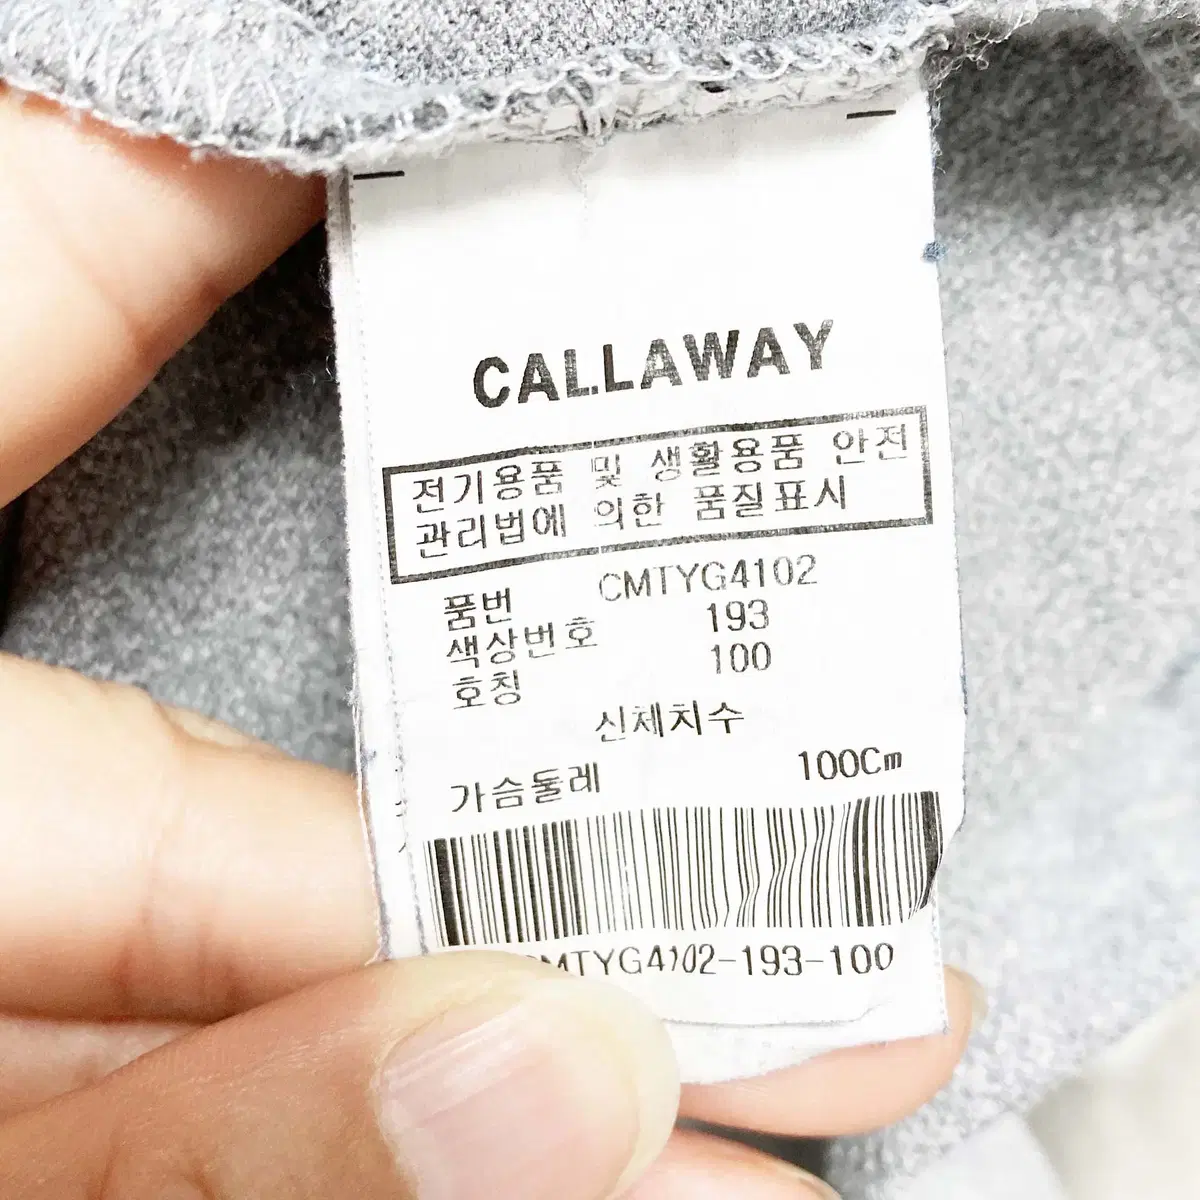 CALLAWAY
전기용품 및 생활용품 안전
관리법에 의한 품질표시
품번 CMTYG4102
색상번호 193
호칭 100
신체치수
가슴둘레 100Cm
MTYG4102-193-100